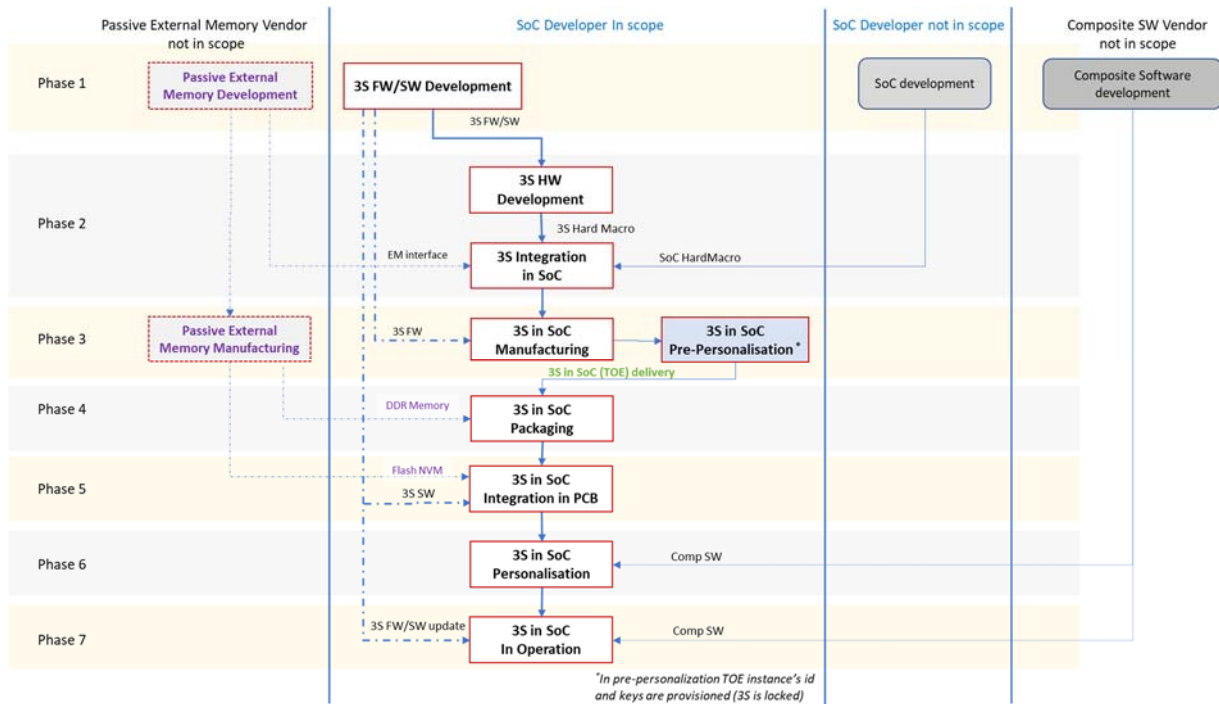 Passive External Memory Vendor
not in scope
SoC Developer In scope
SoC Developer not in scope
Composite SW Vendor
not in scope
Phase 1
Passive External
Memory Development
3S FW/SW Development
SoC development
Composite Software
development
3S FW/SW
Phase 2
3S HW
Development
3S Hard Macro
EM interface
3S Integration
in SoC
SoC HardMacro
Phase 3
Passive External
Memory Manufacturing
3S FW
3S in SoC
Manufacturing
3S in SoC
Pre-Personalisation*
3S in SoC (TOE) delivery
Phase 4
DDR Memory
3S in SoC
Packaging
Phase 5
Flash NVM
3S SW
3S in SoC
Integration in PCB
Phase 6
3S in SoC
Personalisation
Comp SW
Phase 7
3S FW/SW update
3S in SoC
In Operation
Comp SW
*In pre-personalization TOE instance's id
and keys are provisioned (3S is locked)